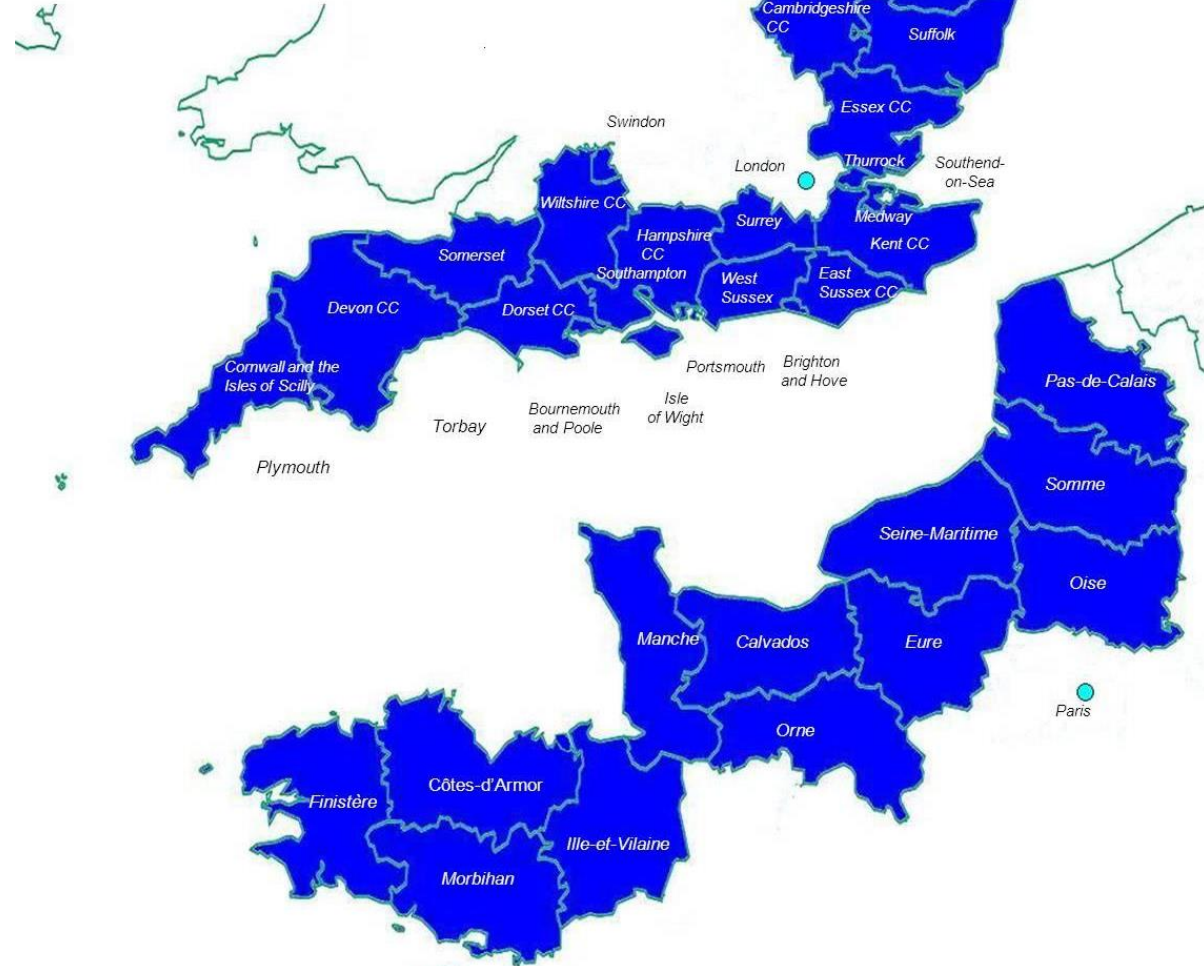 Cambridgeshire
CC
Suffolk
Essex CC
Swindon
London
Thurrock
Southend-
on-Sea
Wiltshire CC
Surrey
Medway
Hampshire
CC
Kent CC
Somerset
Southampton
West
Sussex
East
Sussex CC
Devon CC
Dorset CC
Cornwall and the
Isles of Scilly
Portsmouth
Brighton
and Hove
Pas-de-Calais
Isle
of Wight
Bournemouth
and Poole
Torbay
Plymouth
Somme
Seine-Maritime
Oise
Manche
Calvados
Eure
Paris
Orne
Côtes-d'Armor
Finistère
Ille-et-Vilaine
Morbihan